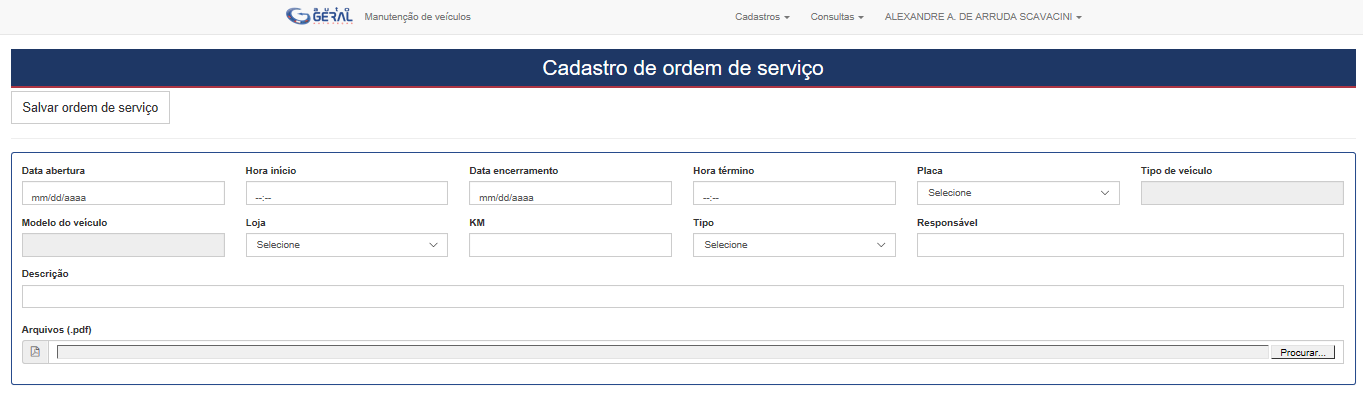 auto
GERAL
Manutenção de veículos
Cadastros
Consultas
ALEXANDRE A. DE ARRUDA SCAVACINI
Cadastro de ordem de serviço
Salvar ordem de serviço
Data abertura
Hora início
Data encerramento
Hora término
Placa
Tipo de veículo
mm/dd/aaaa
--:--
mm/dd/aaaa
--:--
Selecione
Modelo do veículo
Loja
KM
Tipo
Responsável
Selecione
Selecione
Descrição
Arquivos (.pdf)
Procurar...